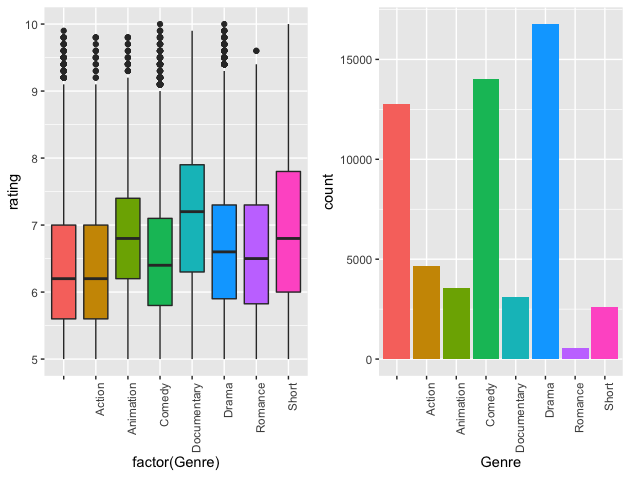 10
9
8
7
6
5
rating
Action
Animation
Comedy
Documentary
Drama
Romance
Short
factor(Genre)
15000
10000
5000
0
count
Action
Animation
Comedy
Documentary
Drama
Romance
Short
Genre